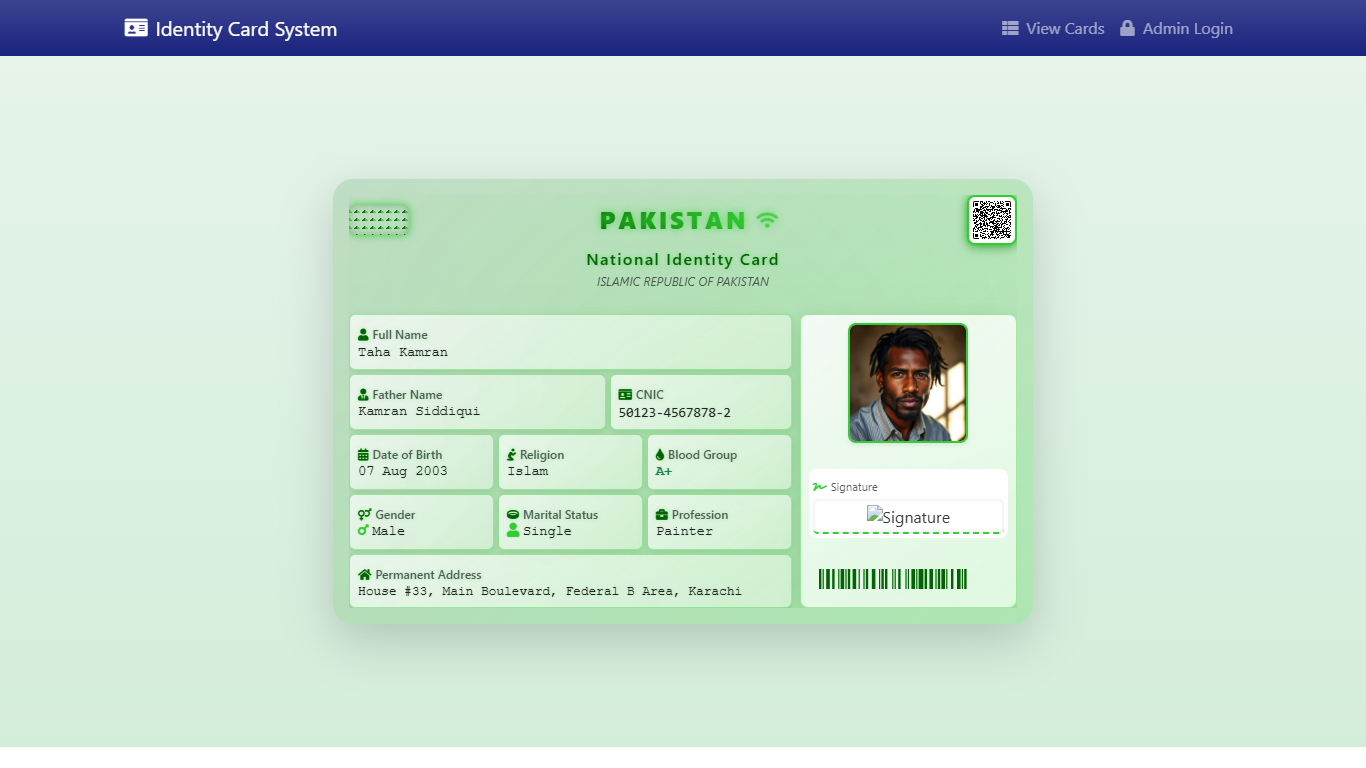 Identity Card System
View Cards
Admin Login
PAKISTAN
National Identity Card
ISLAMIC REPUBLIC OF PAKISTAN
Full Name
Taha Kamran
Father Name
Kamran Siddiqui
CNIC
50123-4567878-2
Date of Birth
07 Aug 2003
Religion
Islam
Blood Group
A+
Gender
Male
Marital Status
Single
Profession
Painter
Permanent Address
House #33, Main Boulevard, Federal B Area, Karachi
Signature
Signature